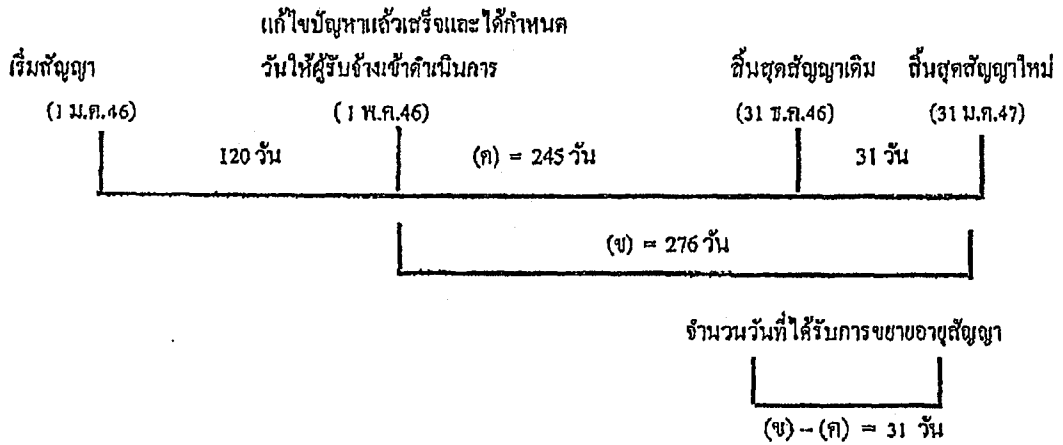 แก้ไขปัญหาแล้วเสร็จและได้กำหนด
เริ่มสัญญา วันให้ผู้รับจ้างเข้าดำเนินการ สิ้นสุดสัญญาเดิม สิ้นสุดสัญญาใหม่
(1 ม.ค.46) (1 พ.ค.46) (31 ธ.ค.46) (31 ม.ค.47)
120 วัน (ค) = 245 วัน 31 วัน
(ข) = 276 วัน
จำนวนวันที่ได้รับการขยายอายุสัญญา
(ข) – (ค) = 31 วัน